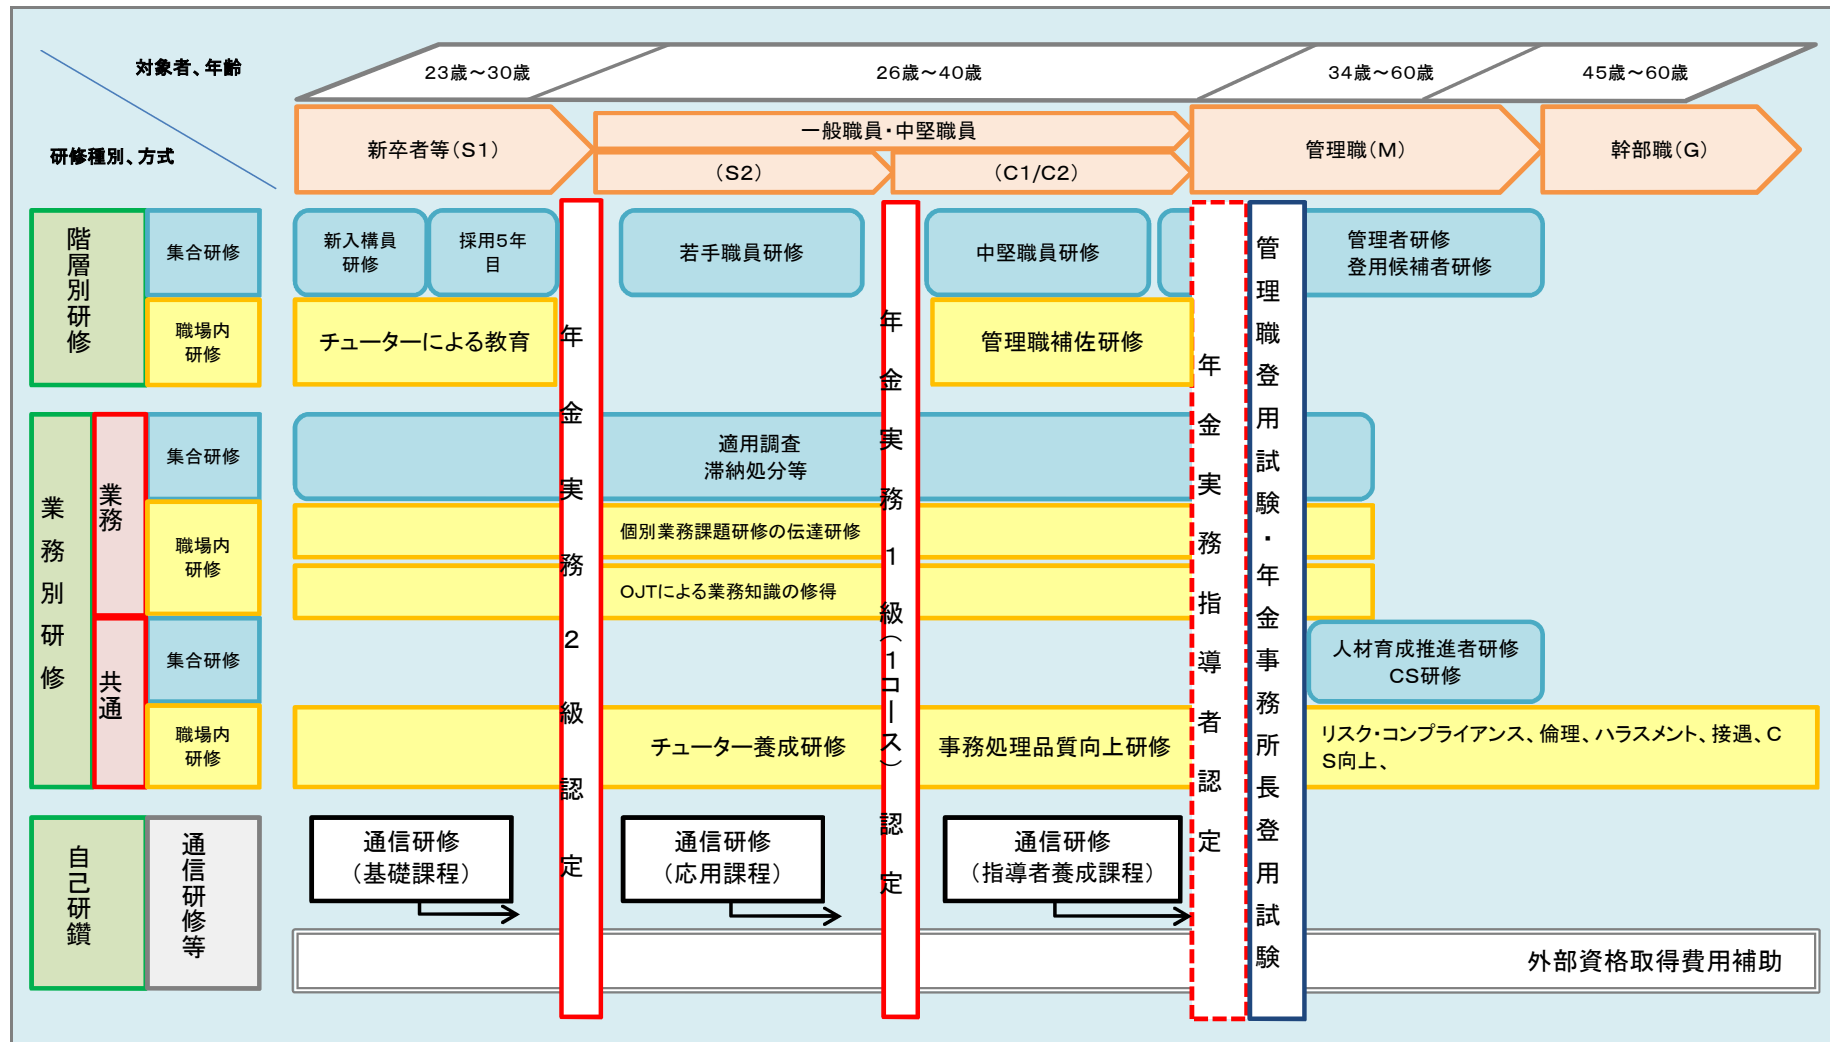 対象者、年齢
研修種別、方式
23歳～30歳
26歳～40歳
34歳～60歳
45歳～60歳
新卒者等(S1)
一般職員・中堅職員
(S2)
(C1/C2)
管理職(M)
幹部職(G)
階層別研修
集合研修
新入構員
研修
採用5年
目
若手職員研修
中堅職員研修
管理者研修
登用候補者研修
職場内
研修
チューターによる教育
管理職補佐研修
業務別研修
業務
集合研修
適用調査
滞納処分等
職場内
研修
個別業務課題研修の伝達研修
OJTによる業務知識の修得
共通
集合研修
人材育成推進者研修
CS研修
職場内
研修
チューター養成研修
事務処理品質向上研修
リスク・コンプライアンス、倫理、ハラスメント、接遇、C
S向上、
自己研鑽
通信研修等
通信研修
(基礎課程)
通信研修
(応用課程)
通信研修
(指導者養成課程)
外部資格取得費用補助
年金実務2級認定
年金実務1級(1コース)認定
年金実務指導者認定
管理職登用試験・年金事務所長登用試験